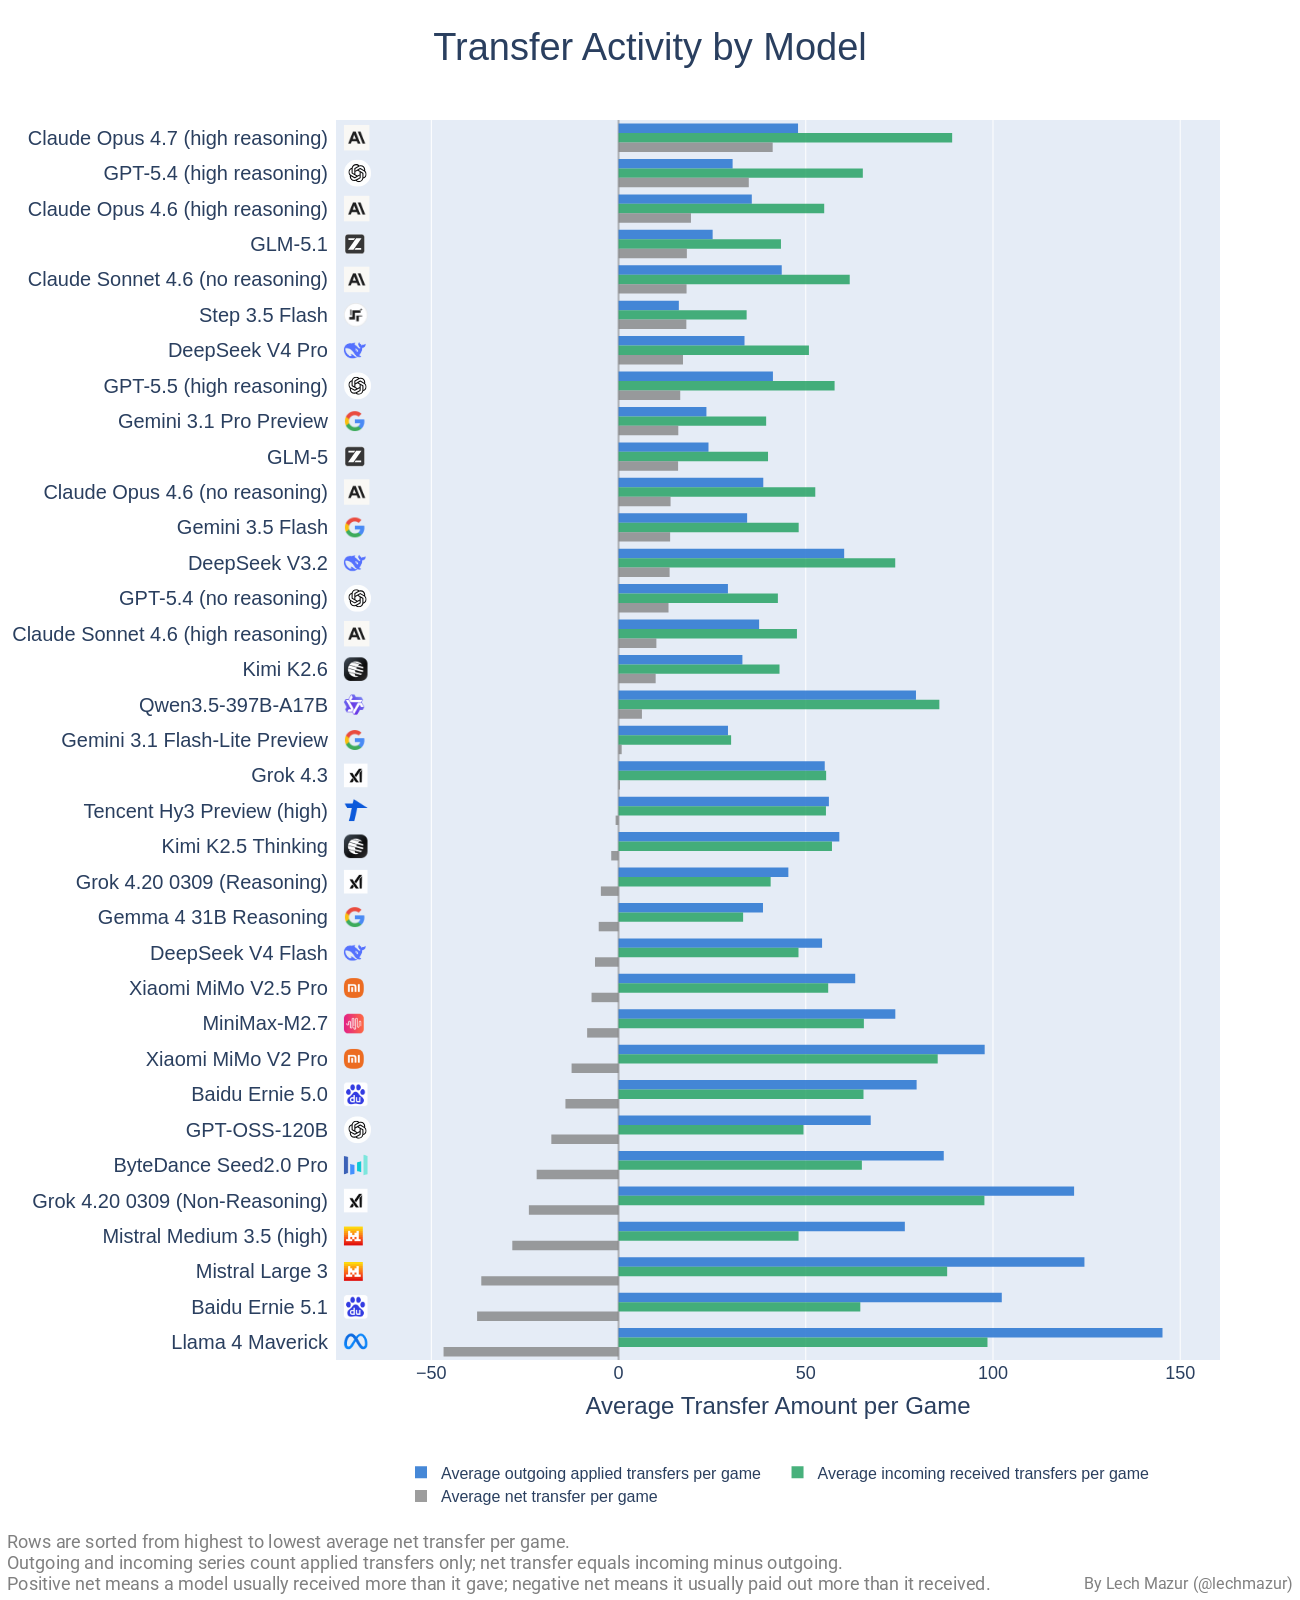 Transfer Activity by Model
Claude Opus 4.7 (high reasoning)
GPT-5.4 (high reasoning)
Claude Opus 4.6 (high reasoning)
GLM-5.1
Claude Sonnet 4.6 (no reasoning)
Step 3.5 Flash
DeepSeek V4 Pro
GPT-5.5 (high reasoning)
Gemini 3.1 Pro Preview
GLM-5
Claude Opus 4.6 (no reasoning)
Gemini 3.5 Flash
DeepSeek V3.2
GPT-5.4 (no reasoning)
Claude Sonnet 4.6 (high reasoning)
Kimi K2.6
Qwen3.5-397B-A17B
Gemini 3.1 Flash-Lite Preview
Grok 4.3
Tencent Hy3 Preview (high)
Kimi K2.5 Thinking
Grok 4.20 0309 (Reasoning)
Gemma 4 31B Reasoning
DeepSeek V4 Flash
Xiaomi MiMo V2.5 Pro
MiniMax-M2.7
Xiaomi MiMo V2 Pro
Baidu Ernie 5.0
GPT-OSS-120B
ByteDance Seed2.0 Pro
Grok 4.20 0309 (Non-Reasoning)
Mistral Medium 3.5 (high)
Mistral Large 3
Baidu Ernie 5.1
Llama 4 Maverick
−50 0 50 100 150
Average Transfer Amount per Game
Average outgoing applied transfers per game Average incoming received transfers per game
Average net transfer per game
Rows are sorted from highest to lowest average net transfer per game.
Outgoing and incoming series count applied transfers only; net transfer equals incoming minus outgoing.
Positive net means a model usually received more than it gave; negative net means it usually paid out more than it received. By Lech Mazur (@lechmazur)